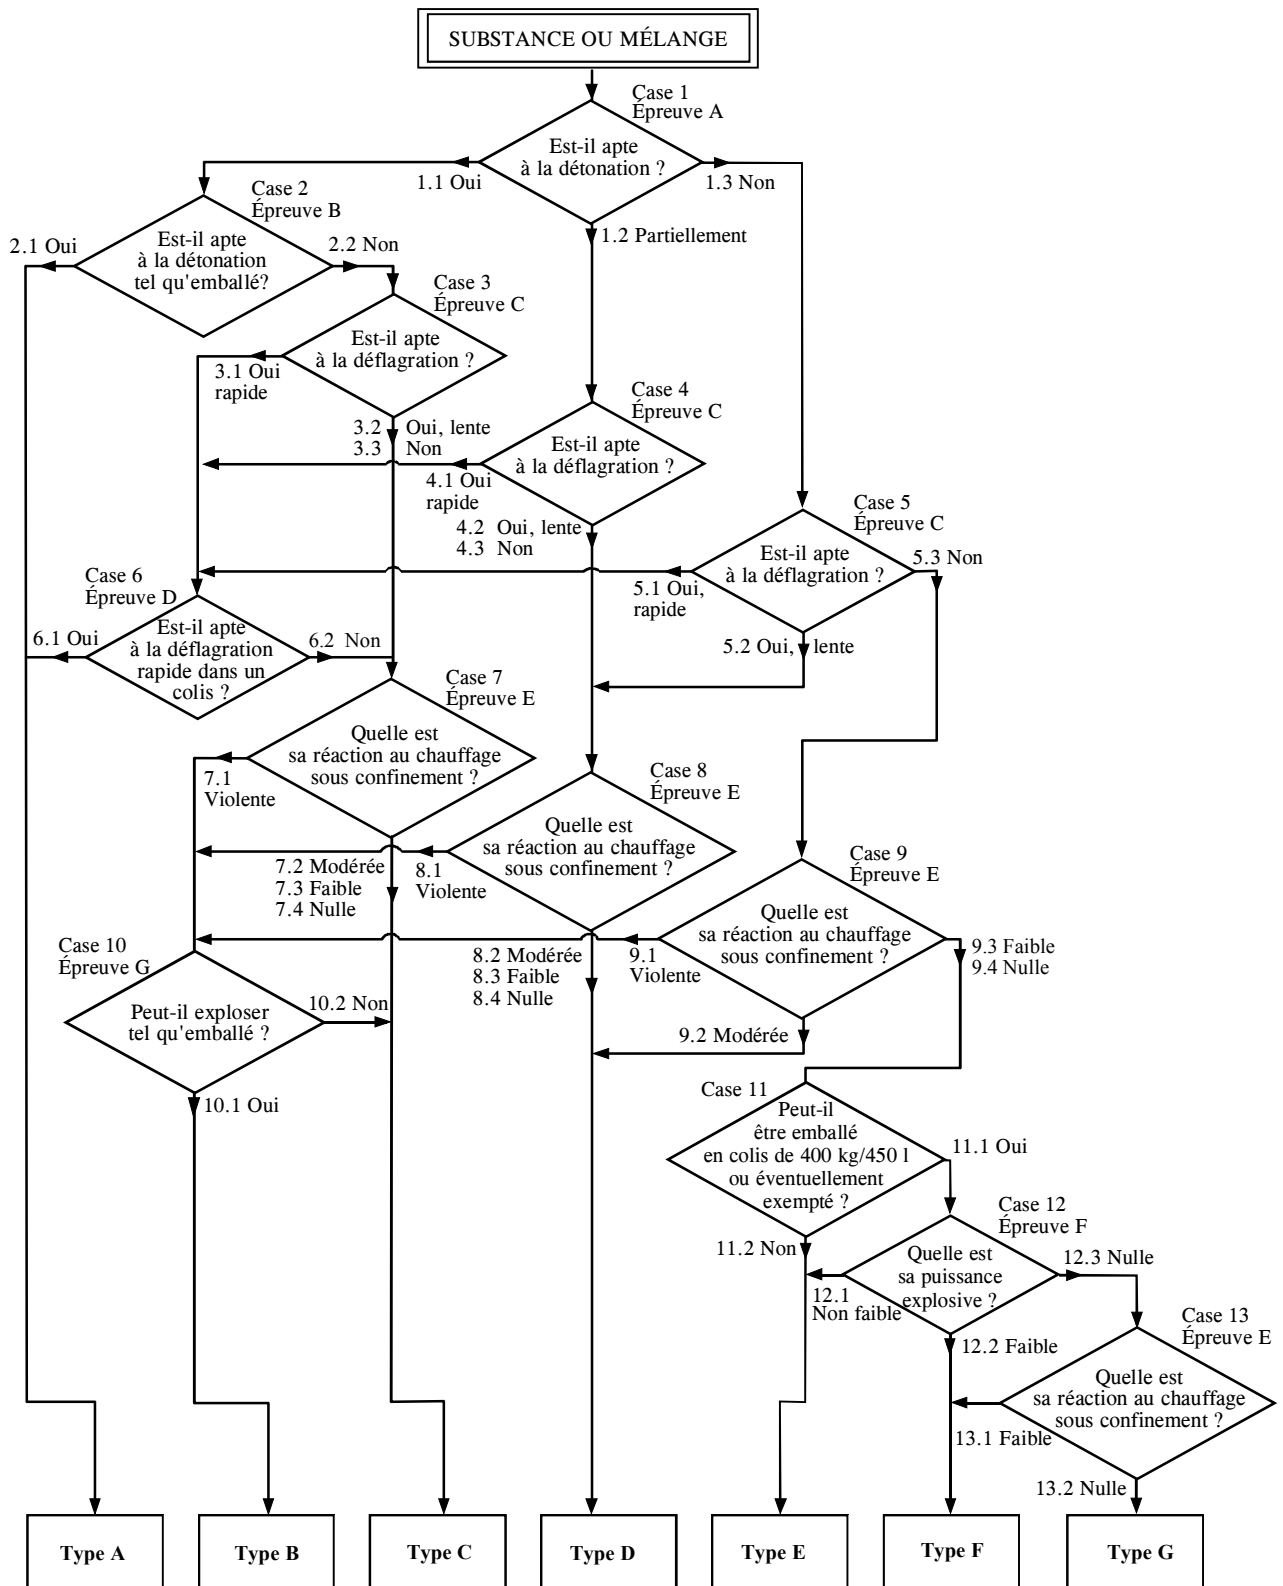 SUBSTANCE OU MÉLANGE
Case 1
Épreuve A
Est-il apte
à la détonation ?
1.1 Oui
1.3 Non
1.2 Partiellement
Case 2
Épreuve B
Est-il apte
à la détonation
tel qu'emballé?
2.1 Oui
2.2 Non
Case 3
Épreuve C
Est-il apte
à la déflagration ?
3.1 Oui
rapide
3.2 Oui, lente
3.3 Non
Case 4
Épreuve C
Est-il apte
à la déflagration ?
4.1 Oui
rapide
4.2 Oui, lente
4.3 Non
Case 5
Épreuve C
Est-il apte
à la déflagration ?
5.3 Non
5.1 Oui,
rapide
5.2 Oui, lente
Case 6
Épreuve D
Est-il apte
à la déflagration
rapide dans un
colis ?
6.1 Oui
6.2 Non
Case 7
Épreuve E
Quelle est
sa réaction au chauffage
sous confinement ?
7.1
Violente
7.2 Modérée
7.3 Faible
7.4 Nulle
Case 8
Épreuve E
Quelle est
sa réaction au chauffage
sous confinement ?
8.1
Violente
8.2 Modérée
8.3 Faible
8.4 Nulle
Case 9
Épreuve E
Quelle est
sa réaction au chauffage
sous confinement ?
9.1
Violente
9.3 Faible
9.4 Nulle
9.2 Modérée
Case 10
Épreuve G
Peut-il exploser
tel qu'emballé ?
10.2 Non
10.1 Oui
Case 11
Peut-il
être emballé
en colis de 400 kg/450 l
ou éventuellement
exempté ?
11.1 Oui
11.2 Non
Case 12
Épreuve F
Quelle est
sa puissance
explosive ?
12.3 Nulle
12.1
Non faible
12.2 Faible
Case 13
Épreuve E
Quelle est
sa réaction au chauffage
sous confinement ?
13.1 Faible
13.2 Nulle
Type A
Type B
Type C
Type D
Type E
Type F
Type G